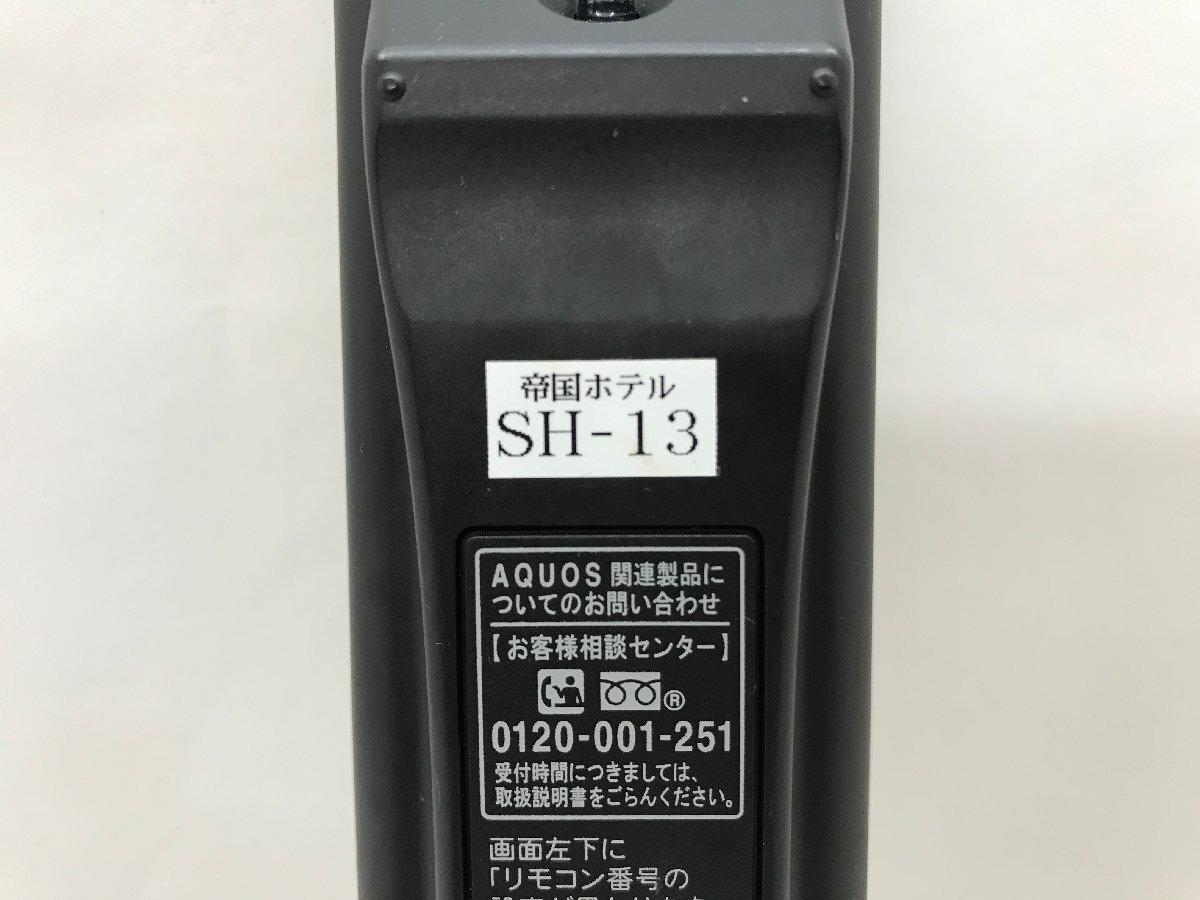 帝国ホテル
SH-13
AQUOS 関連製品に
ついてのお問い合わせ
【お客様相談センター】
®
0120-001-251
受付時間につきましては、
取扱説明書をごらんください。
画面左下に
「リモコン番号の